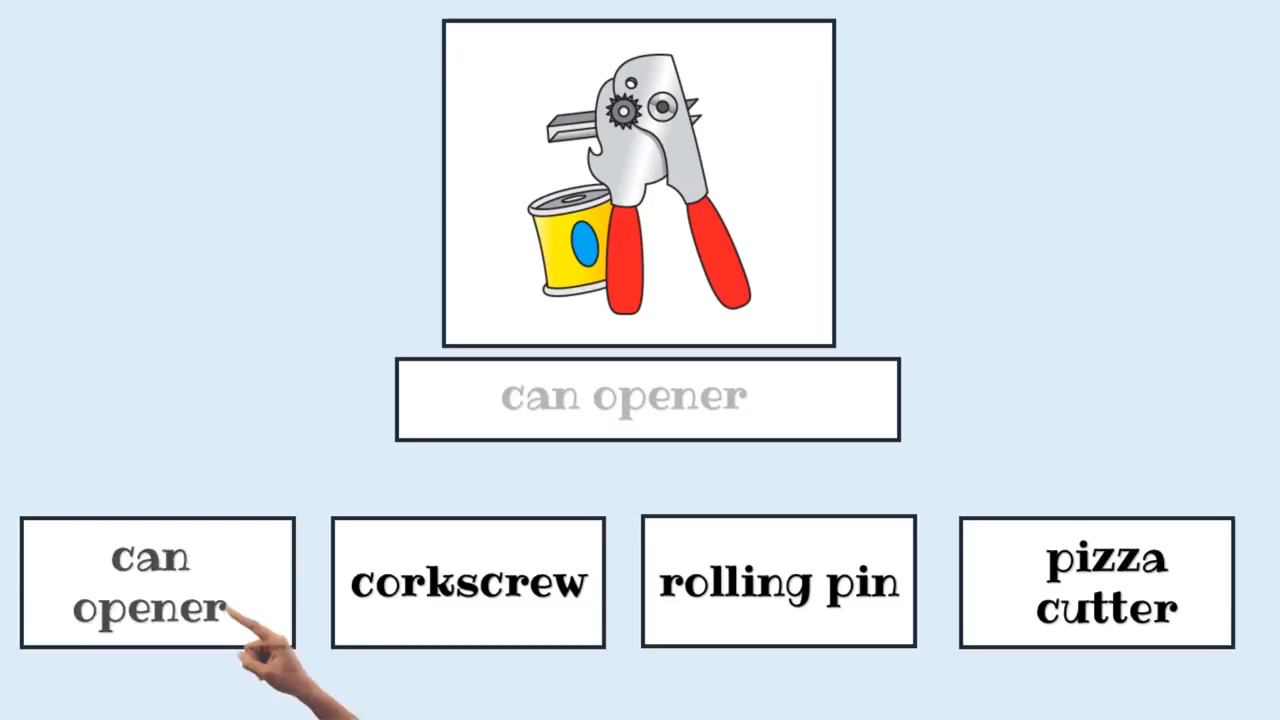 can opener
can
opener
corkscrew
rolling pin
pizza
cutter